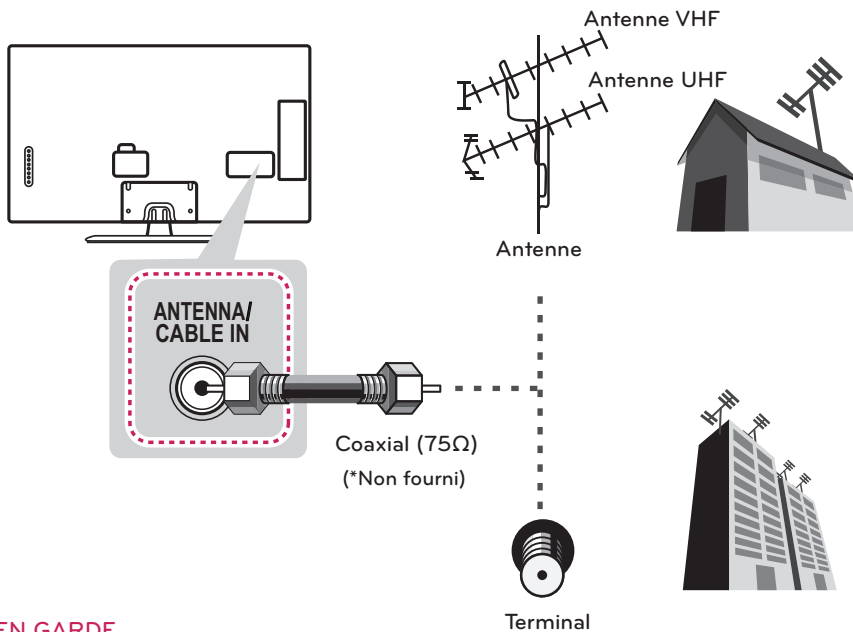 Antenne VHF
Antenne UHF
Antenne
ANTENNA/
CABLE IN
Coaxial (75Ω)
(*Non fourni)
Terminal
EN GARDE